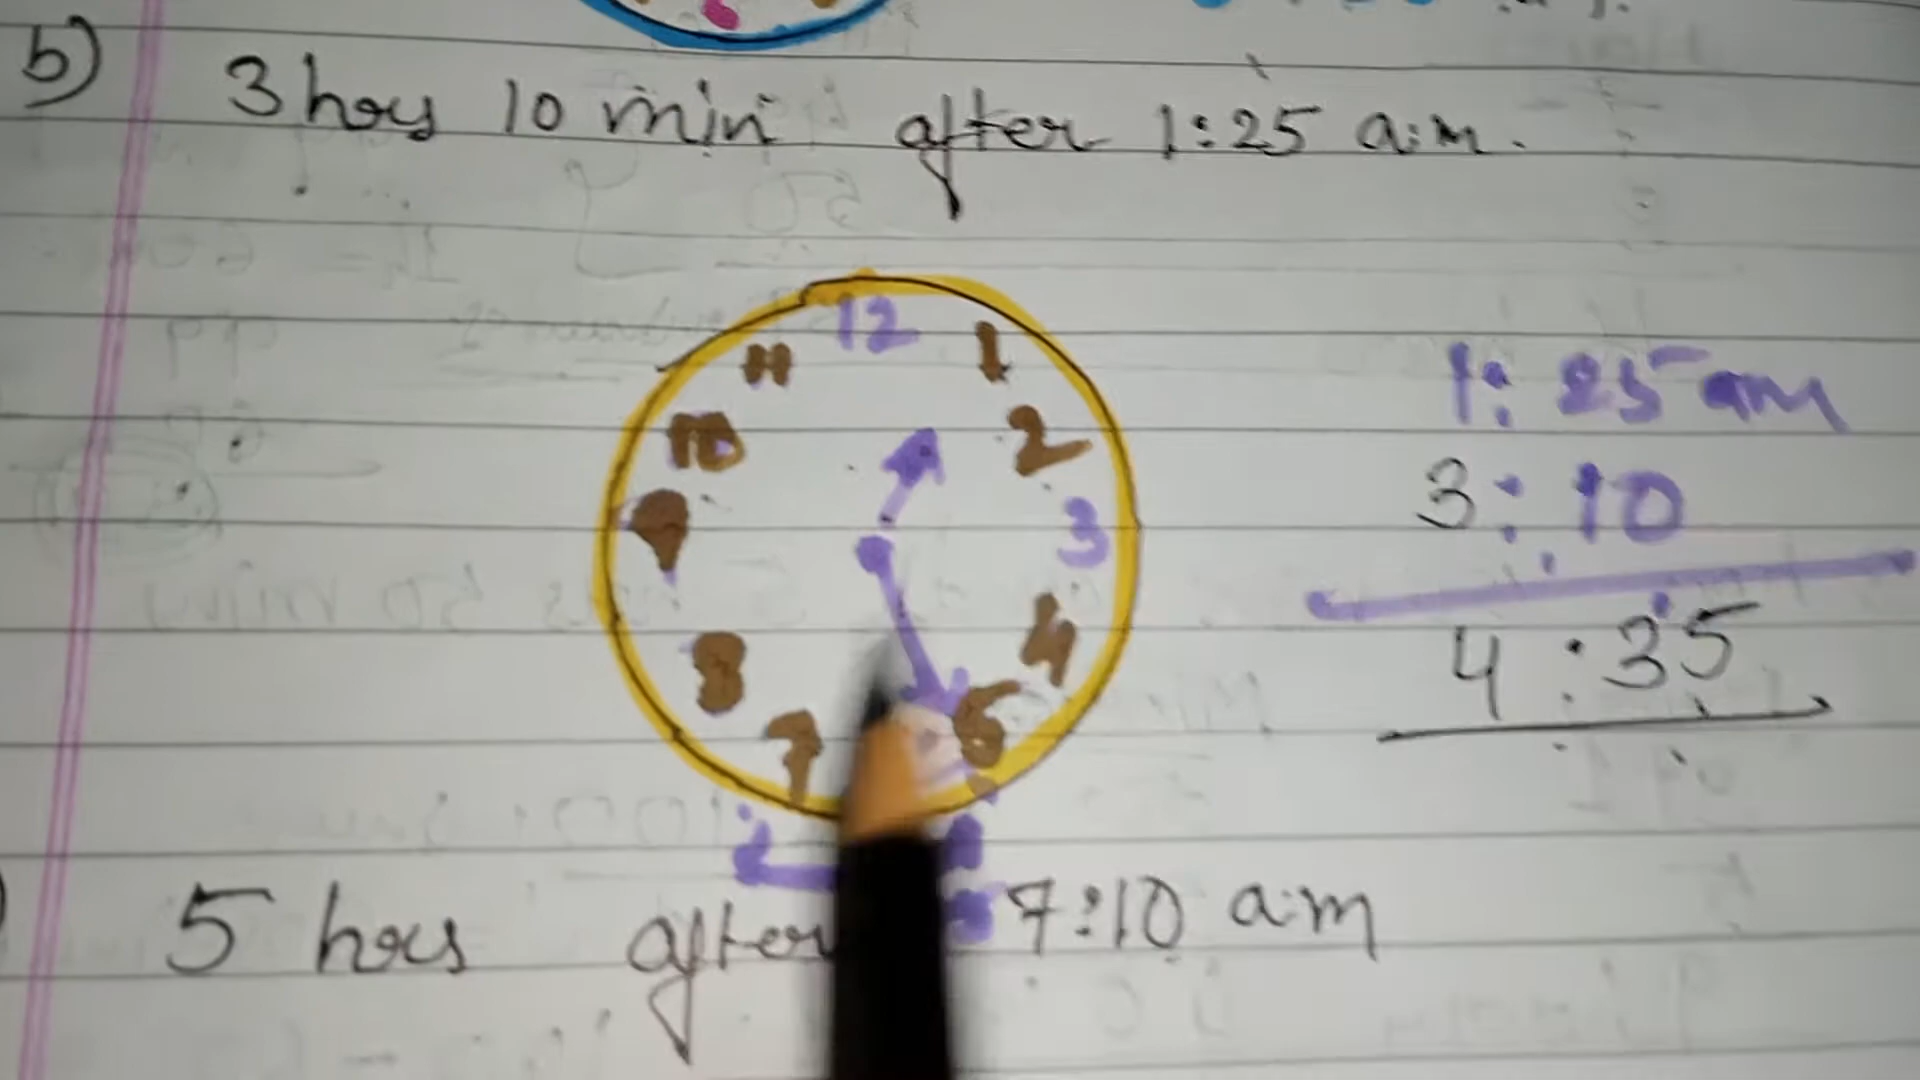 b) 3 hrs 10 min after 1:25 a.m.
12
11 1
10 2
9 3
8 4
7 5
1:25 am
3:10
4:35
5 hrs after 7:10 am